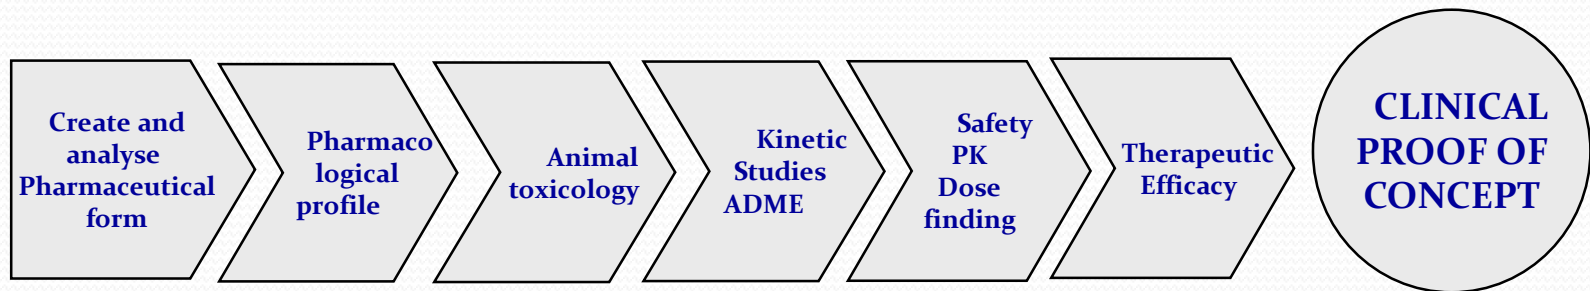 Create and
analyse
Pharmaceutical
form
Pharmaco
logical
profile
Animal
toxicology
Kinetic
Studies
ADME
Safety
PK
Dose
finding
Therapeutic
Efficacy
CLINICAL
PROOF OF
CONCEPT